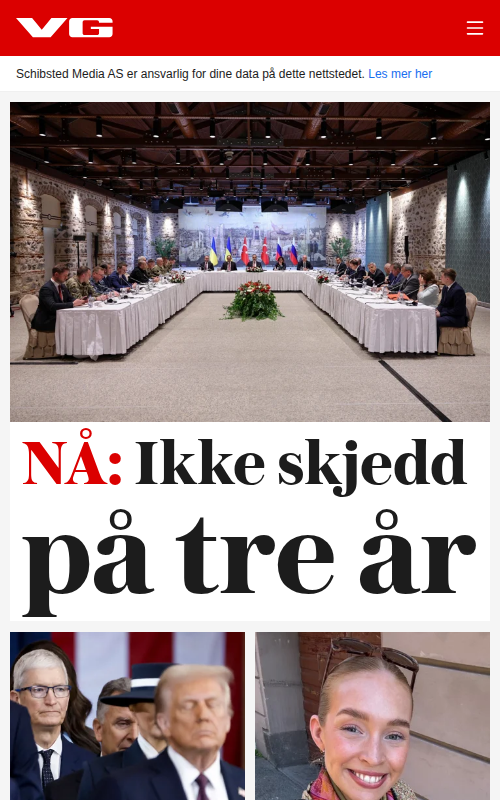 VG
Schibsted Media AS er ansvarlig for dine data på dette nettstedet. Les mer her
NÅ: Ikke skjedd
på tre år